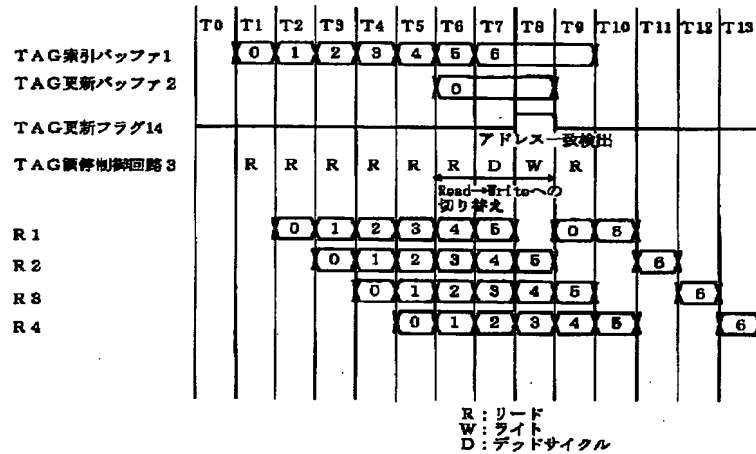 T0 T1 T2 T3 T4 T5 T6 T7 T8 T9 T10 T11 T12 T13
TAG索引バッファ1 0 1 2 3 4 5 6
TAG更新バッファ2 0
TAG更新フラグ14
アドレス一致検出
TAG調停制御回路3 R R R R R R D W R
Read→Writeへの
切り替え
R1 0 1 2 3 4 5 0 6
R2 0 1 2 3 4 5 6
R3 0 1 2 3 4 5 6
R4 0 1 2 3 4 5 6
R:リード
W:ライト
D:デッドサイクル